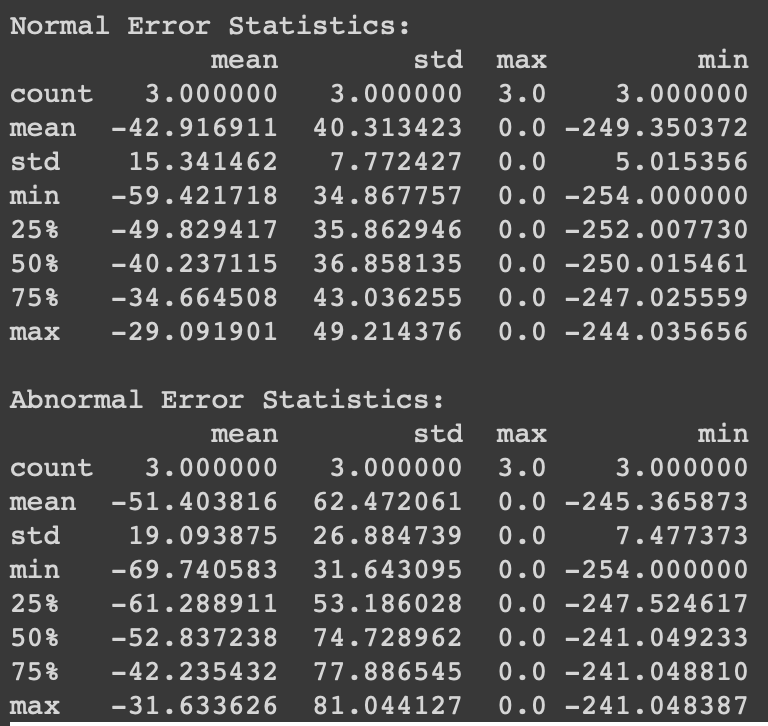 Normal Error Statistics:
            mean        std  max         min
count   3.000000   3.000000  3.0    3.000000
mean  -42.916911  40.313423  0.0 -249.350372
std    15.341462   7.772427  0.0    5.015356
min   -59.421718  34.867757  0.0 -254.000000
25%   -49.829417  35.862946  0.0 -252.007730
50%   -40.237115  36.858135  0.0 -250.015461
75%   -34.664508  43.036255  0.0 -247.025559
max   -29.091901  49.214376  0.0 -244.035656

Abnormal Error Statistics:
            mean        std  max         min
count   3.000000   3.000000  3.0    3.000000
mean  -51.403816  62.472061  0.0 -245.365873
std    19.093875  26.884739  0.0    7.477373
min   -69.740583  31.643095  0.0 -254.000000
25%   -61.288911  53.186028  0.0 -247.524617
50%   -52.837238  74.728962  0.0 -241.049233
75%   -42.235432  77.886545  0.0 -241.048810
max   -31.633626  81.044127  0.0 -241.048387